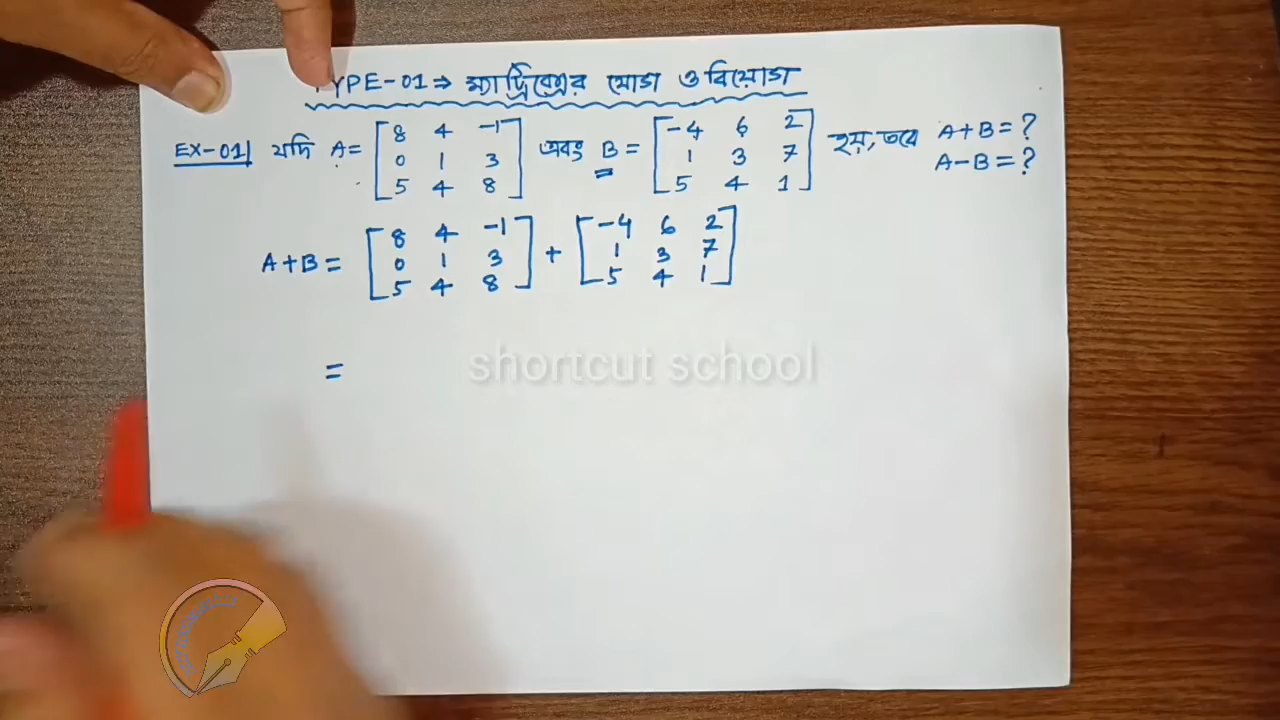 TYPE-01⇒ ম্যাট্রিক্সের যোগ ও বিয়োগ
EX-01| যদি A = [8 4 -1 এবং B = [-4 6 2 হয়, তবে A+B=?
0 1 3 1 3 7 A-B=?
5 4 8] 5 4 1]
A+B = [8 4 -1 + [-4 6 2
0 1 3 1 3 7
5 4 8] 5 4 1]
=
shortcut school